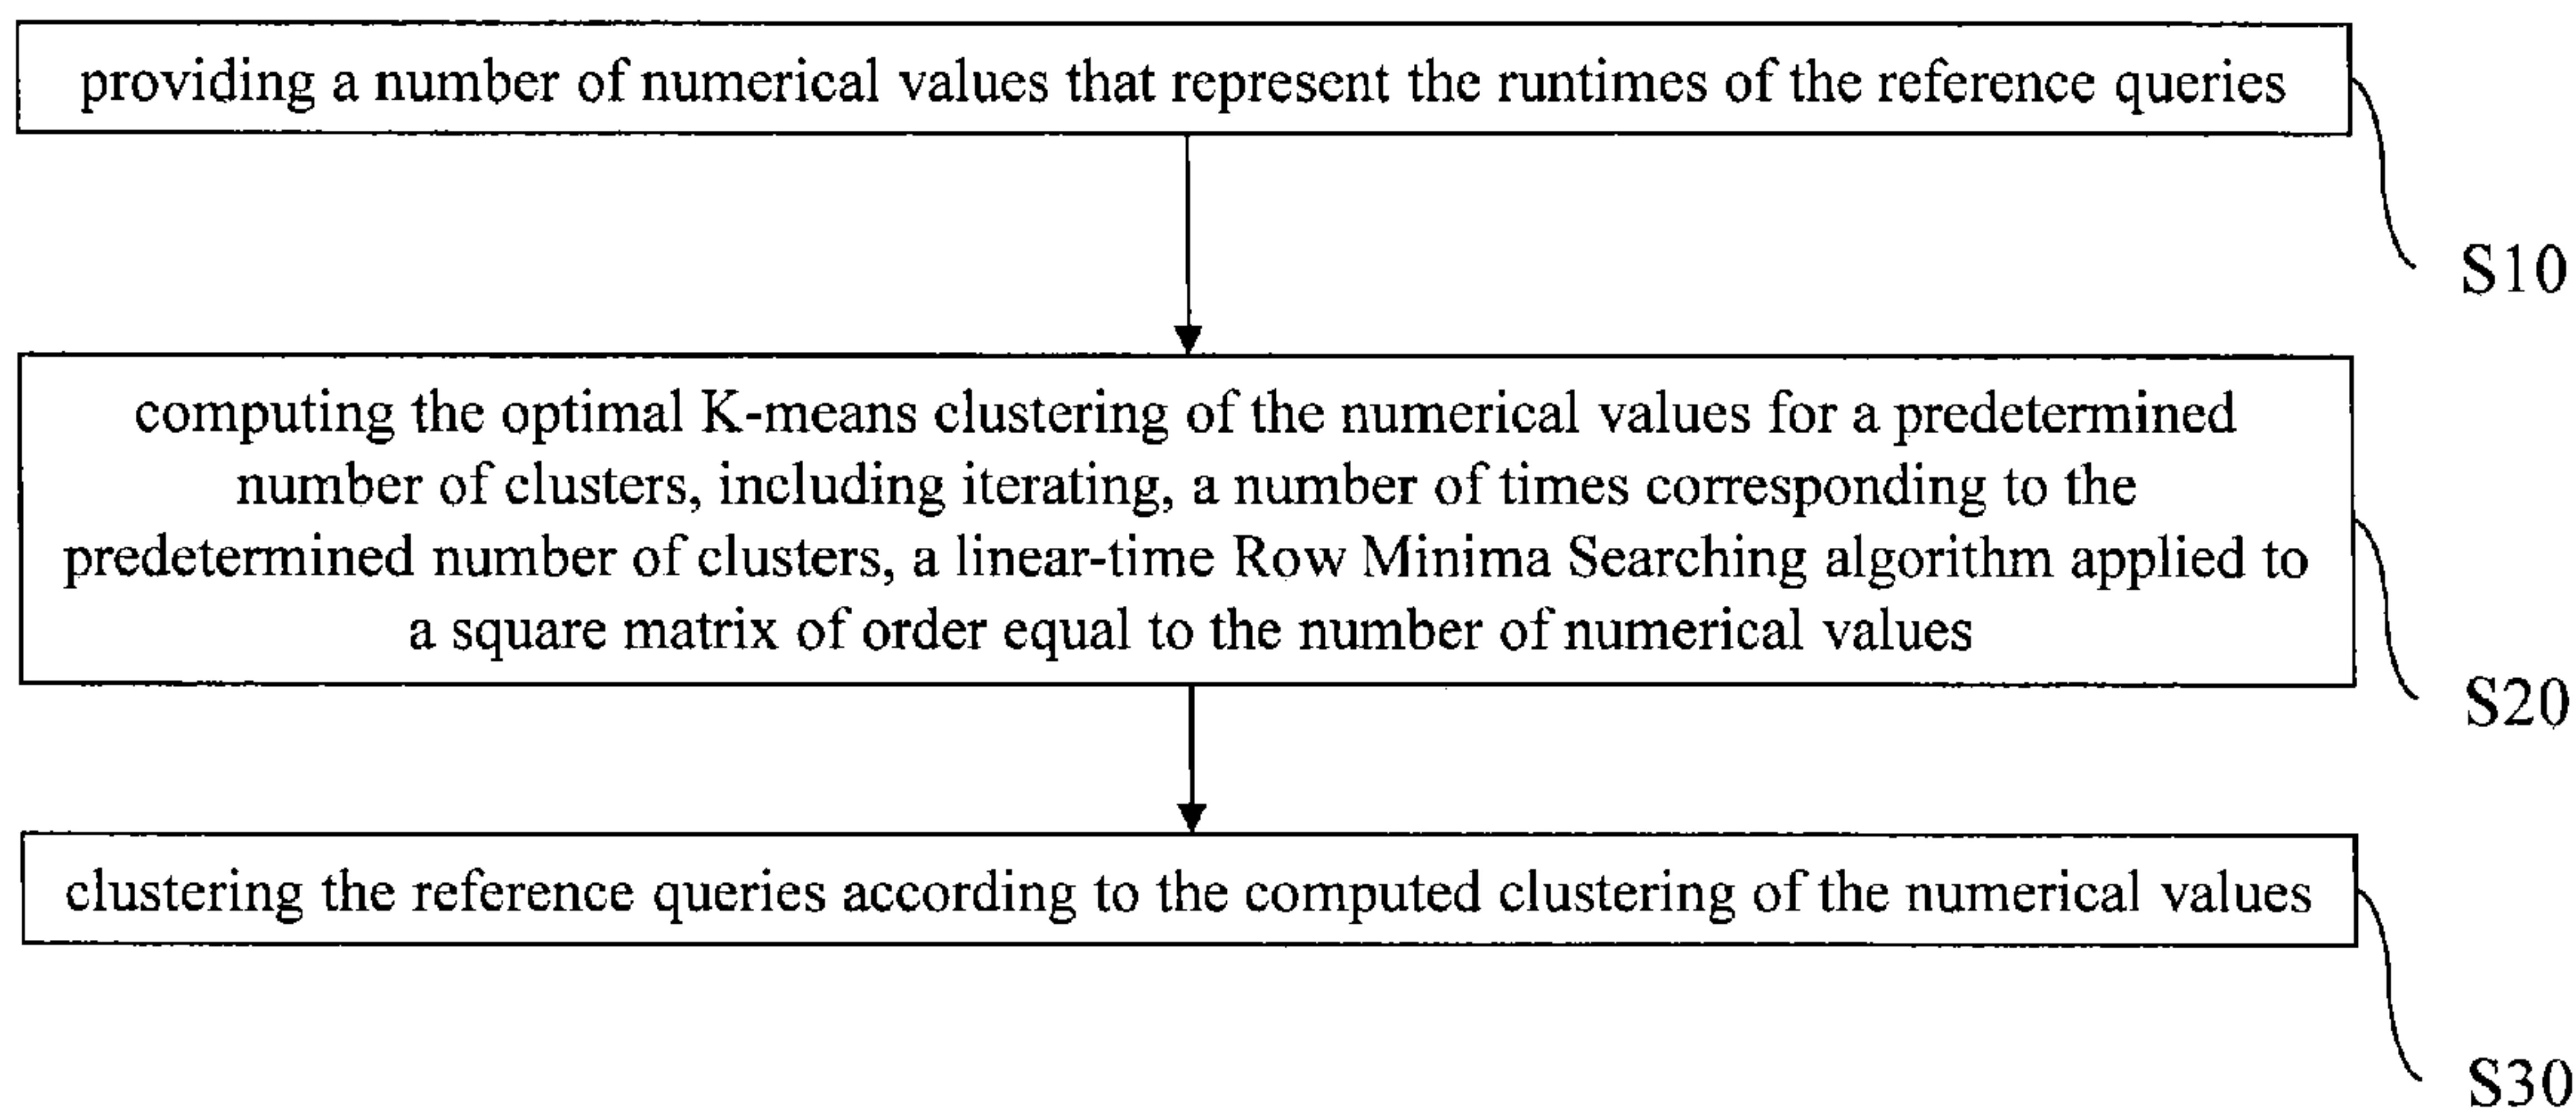 providing a number of numerical values that represent the runtimes of the reference queries
S10
computing the optimal K-means clustering of the numerical values for a predetermined
number of clusters, including iterating, a number of times corresponding to the
predetermined number of clusters, a linear-time Row Minima Searching algorithm applied to
a square matrix of order equal to the number of numerical values
S20
clustering the reference queries according to the computed clustering of the numerical values
S30